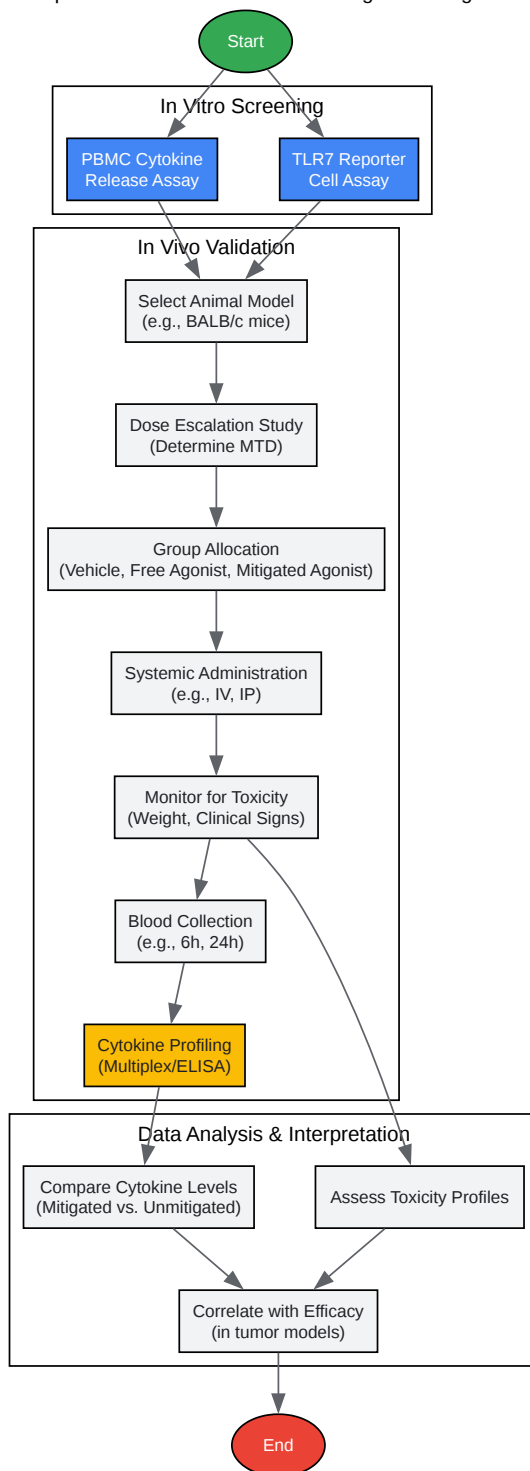 Start
In Vitro Screening
PBMC Cytokine
Release Assay
TLR7 Reporter
Cell Assay
In Vivo Validation
Select Animal Model
(e.g., BALB/c mice)
Dose Escalation Study
(Determine MTD)
Group Allocation
(Vehicle, Free Agonist, Mitigated Agonist)
Systemic Administration
(e.g., IV, IP)
Monitor for Toxicity
(Weight, Clinical Signs)
Blood Collection
(e.g., 6h, 24h)
Cytokine Profiling
(Multiplex/ELISA)
Data Analysis & Interpretation
Compare Cytokine Levels
(Mitigated vs. Unmitigated)
Assess Toxicity Profiles
Correlate with Efficacy
(in tumor models)
End